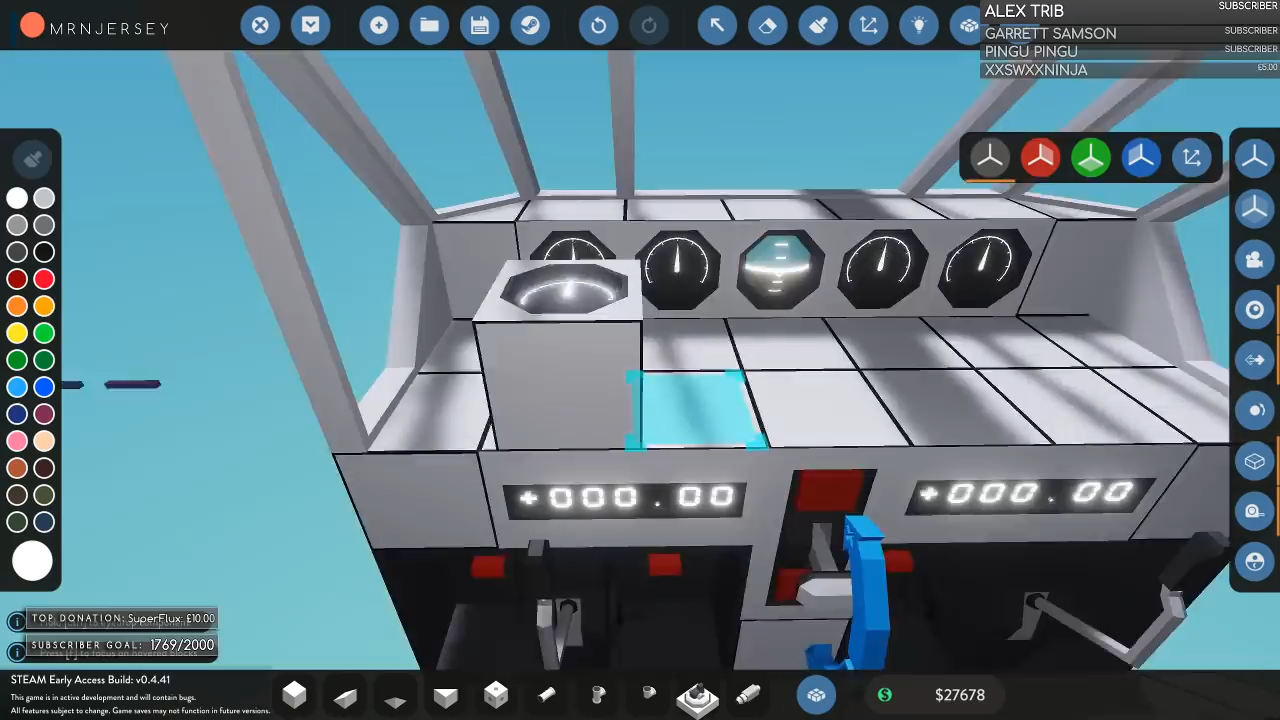 MRNJERSEY
ALEX TRIB SUBSCRIBER
GARRETT SAMSON SUBSCRIBER
PINGU PINGU SUBSCRIBER
XXSWXXNINJA £5.00
+000.00
+000.00
TOP DONATION: SuperFlux: £10.00
SUBSCRIBER GOAL: 1769/2000
STEAM Early Access Build: v0.4.41
This game is in active development and will contain bugs.
All features subject to change. Game saves may not function in future versions.
$ $27678